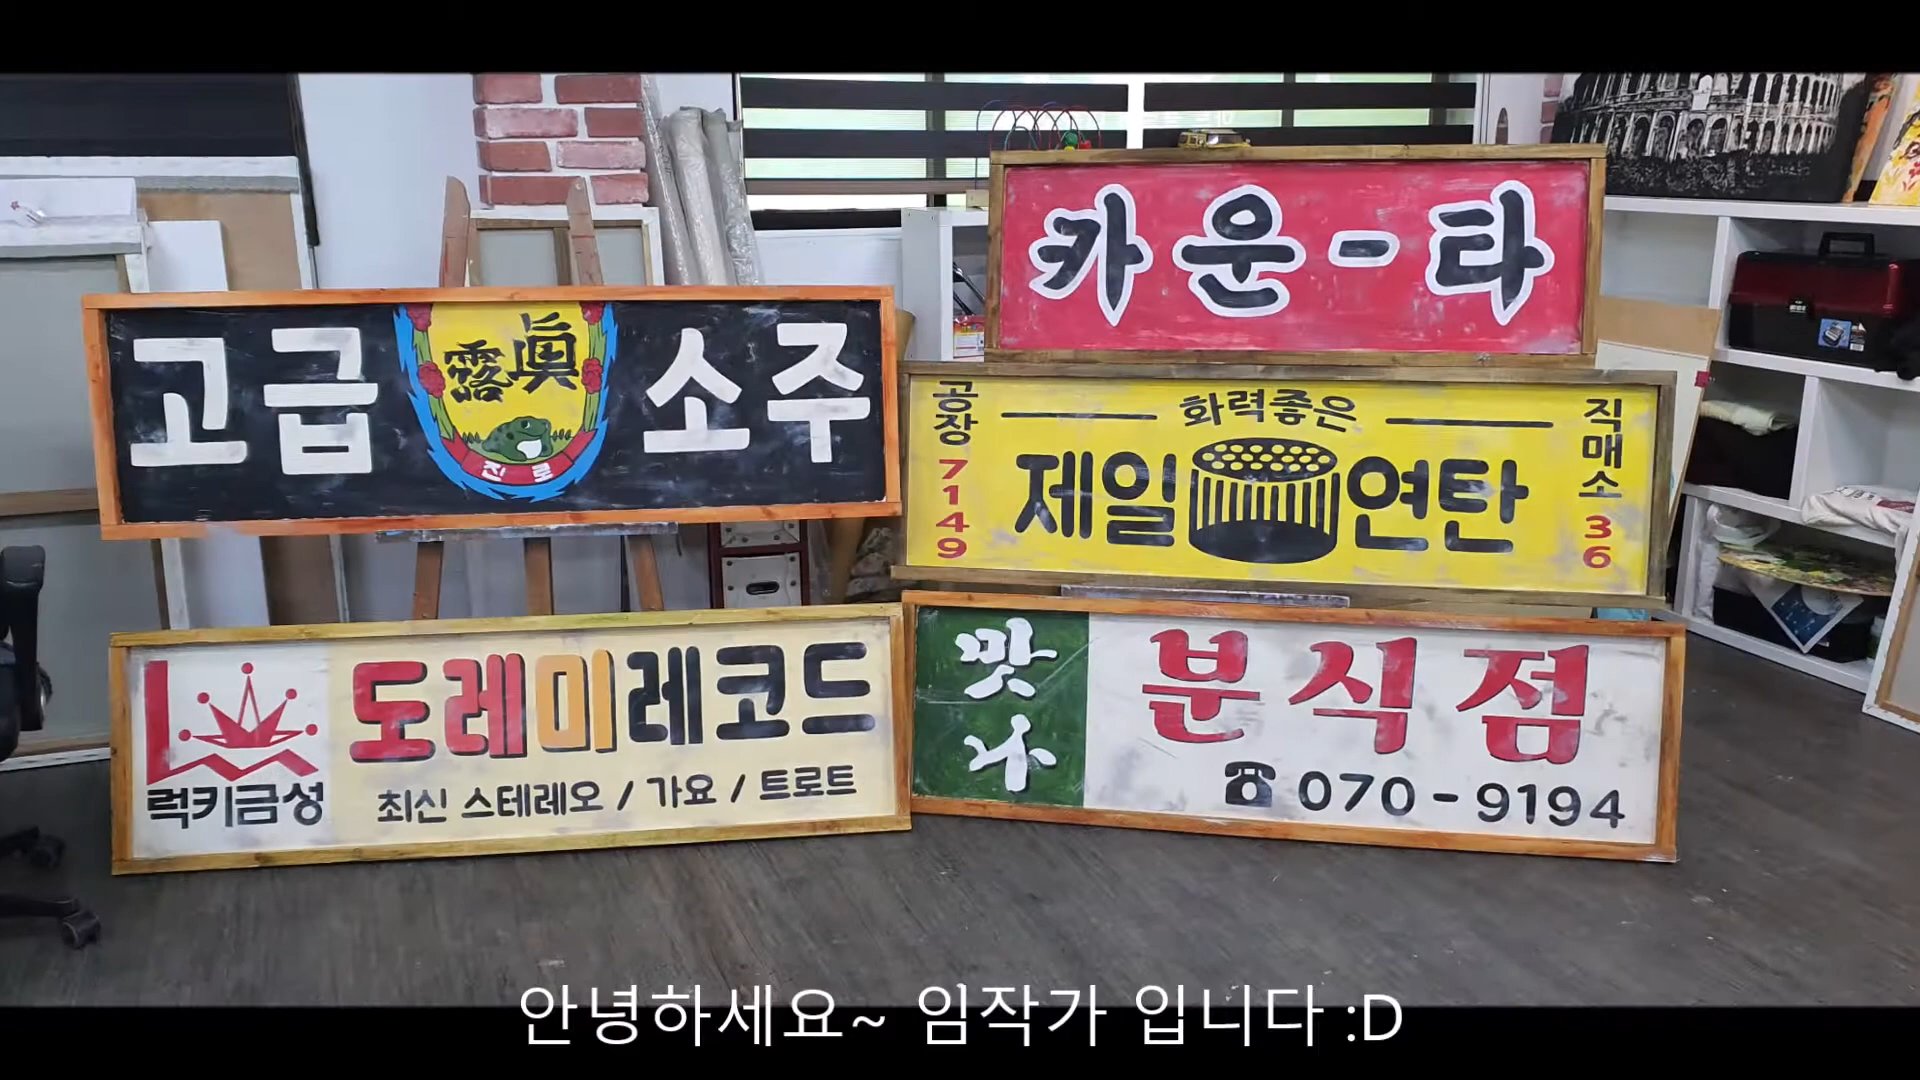 카운-타
고급 소주
眞露
진로
화력좋은
제일 연탄
공장 7149
직매소 36
도레미레코드
최신 스테레오 / 가요 / 트로트
럭키금성
맛나
분식점
☎ 070-9194
안녕하세요~ 임작가 입니다 :D